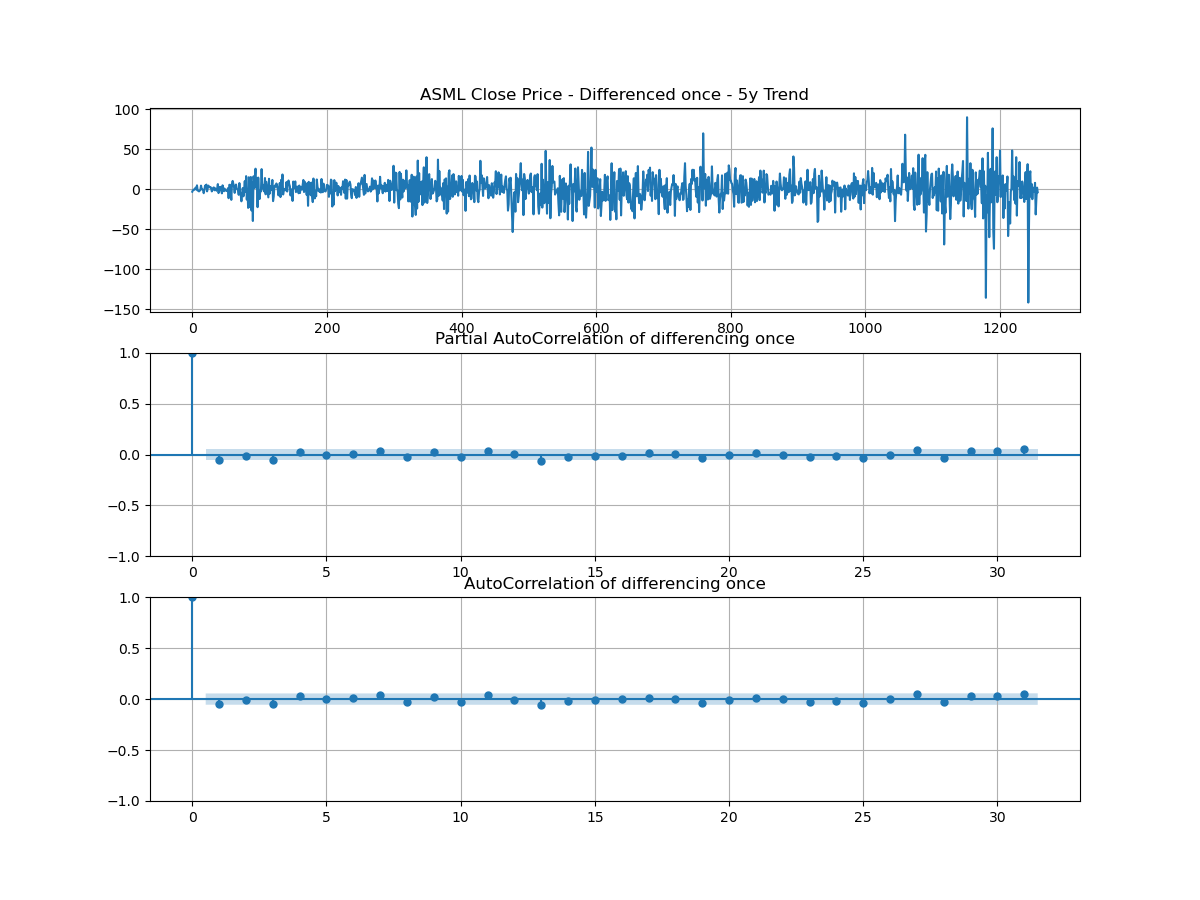 ASML Close Price - Differenced once - 5y Trend
100
50
0
−50
−100
−150
0 200 400 600 800 1000 1200
Partial AutoCorrelation of differencing once
1.0
0.5
0.0
−0.5
−1.0
0 5 10 15 20 25 30
AutoCorrelation of differencing once
1.0
0.5
0.0
−0.5
−1.0
0 5 10 15 20 25 30